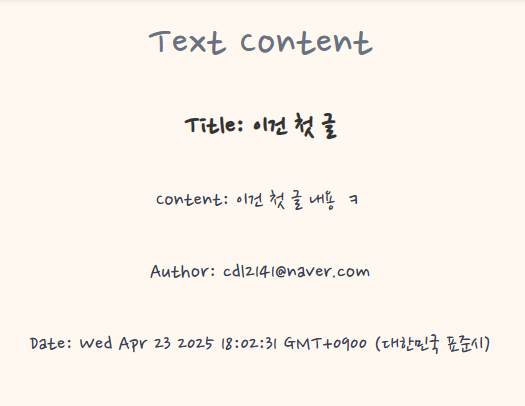 Text Content
Title: 이건 첫 글
Content: 이건 첫 글 내용 ㅋ
Author: cdl2141@naver.com
Date: Wed Apr 23 2025 18:02:31 GMT+0900 (대한민국 표준시)